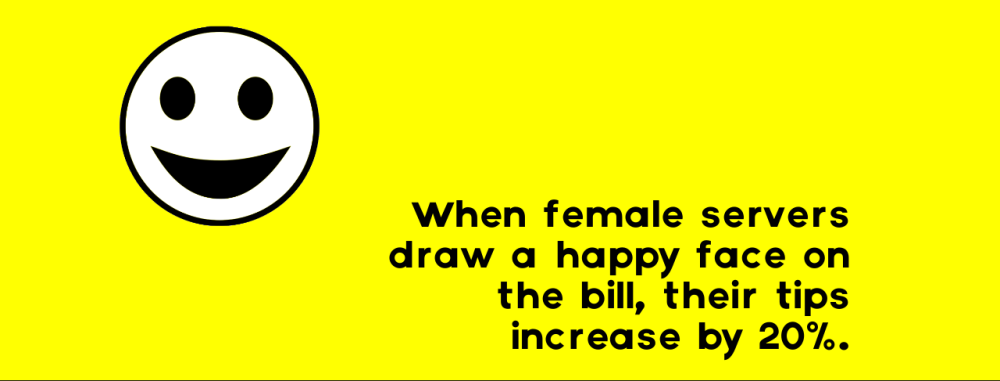 When female servers
draw a happy face on
the bill, their tips
increase by 20%.